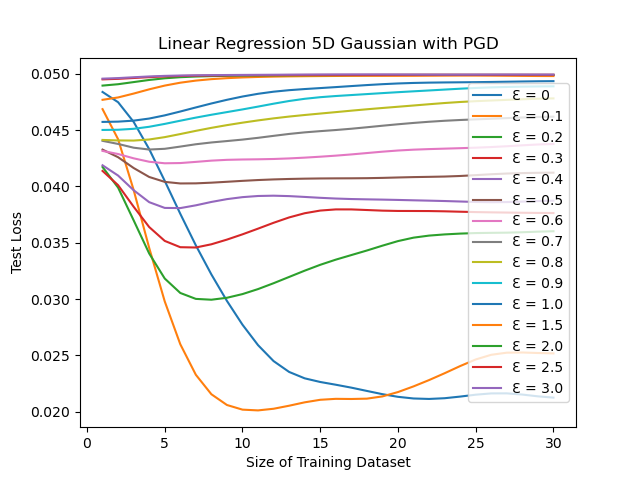 Linear Regression 5D Gaussian with PGD
Test Loss
0.050
0.045
0.040
0.035
0.030
0.025
0.020
0
5
10
15
20
25
30
Size of Training Dataset
Ɛ = 0
Ɛ = 0.1
Ɛ = 0.2
Ɛ = 0.3
Ɛ = 0.4
Ɛ = 0.5
Ɛ = 0.6
Ɛ = 0.7
Ɛ = 0.8
Ɛ = 0.9
Ɛ = 1.0
Ɛ = 1.5
Ɛ = 2.0
Ɛ = 2.5
Ɛ = 3.0